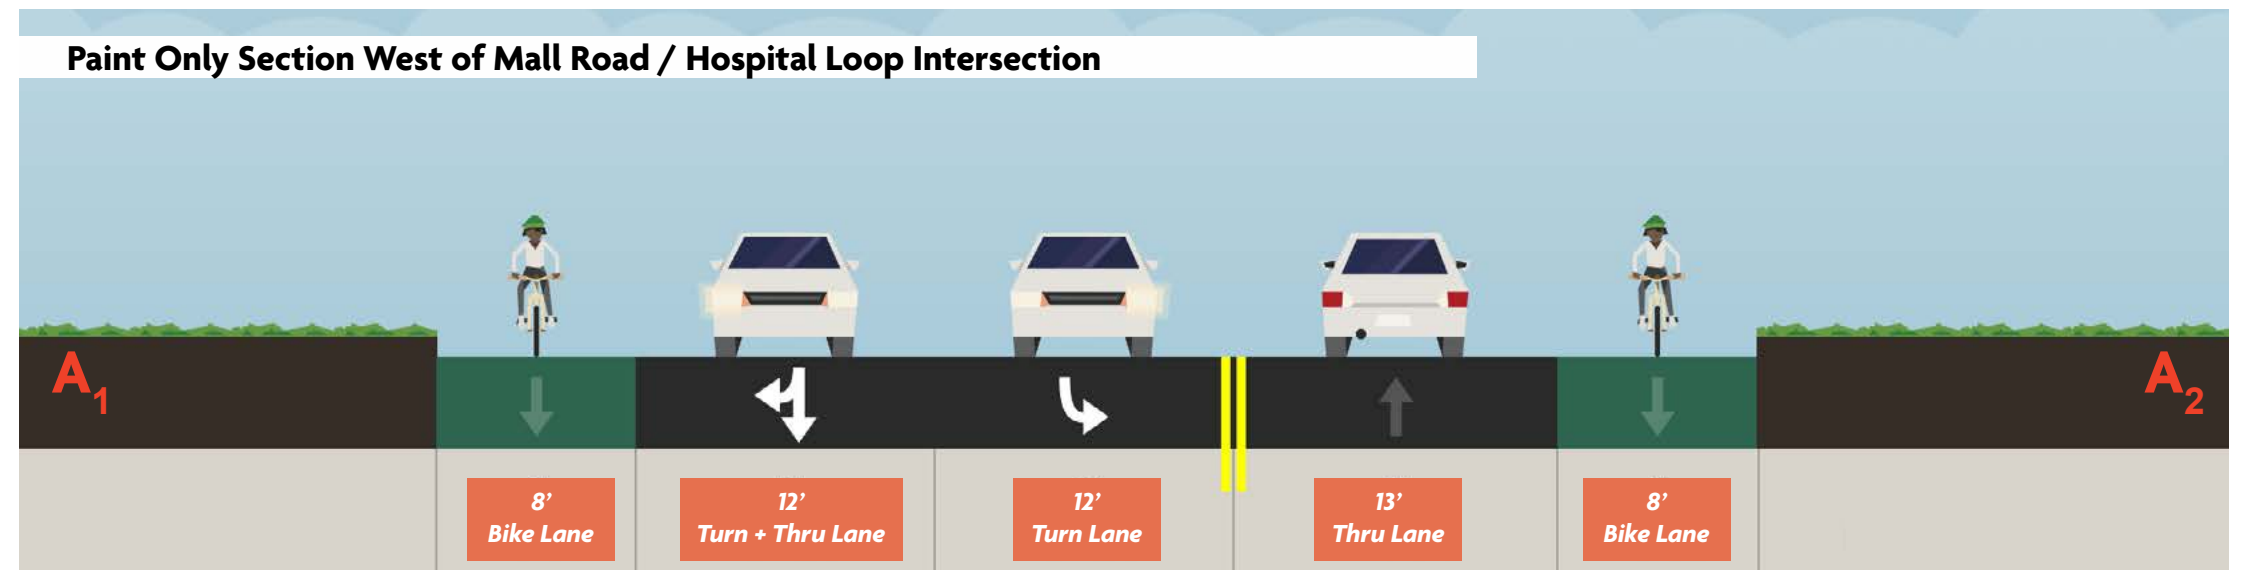 Paint Only Section West of Mall Road / Hospital Loop Intersection
A1
A2
8’
Bike Lane
12’
Turn + Thru Lane
12’
Turn Lane
13’
Thru Lane
8’
Bike Lane